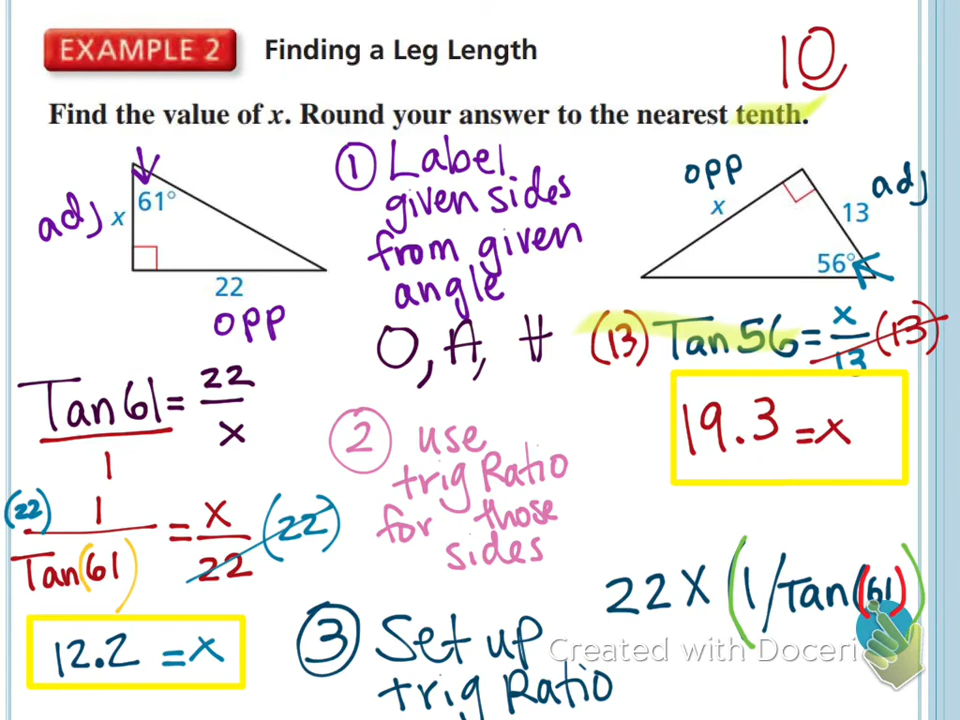 EXAMPLE 2 Finding a Leg Length
10
Find the value of x. Round your answer to the nearest tenth.
adj x 61°
22
opp
① Label
given sides
from given
angle
O, A, H
opp
x
adj
13
56°
(13) Tan 56 = x/13 (13)
19.3 = x
Tan 61 = 22/x
1
(22) 1/Tan(61) = x/22 (22)
12.2 = x
② use
trig Ratio
for those
sides
22 x (1/Tan(61))
③ Set up
trig Ratio
Created with Doceri